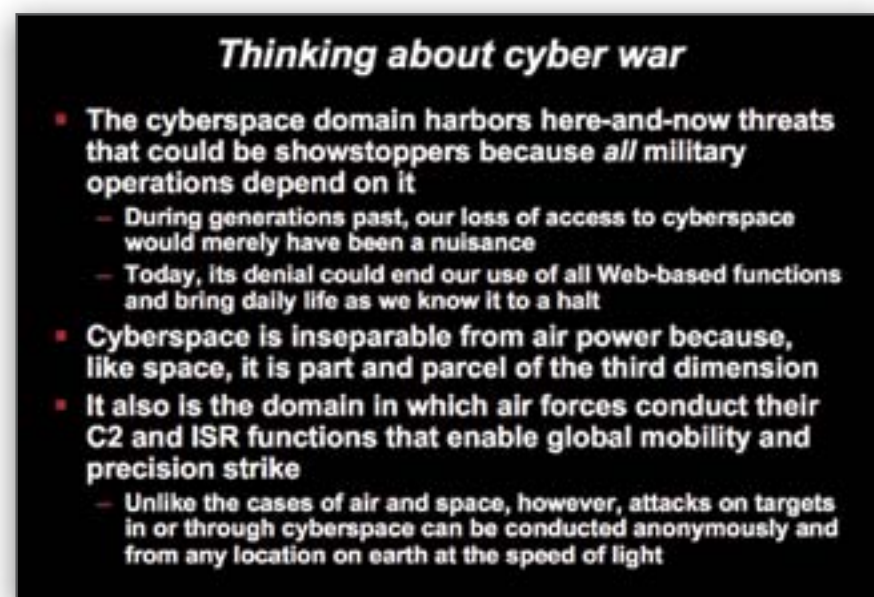 Thinking about cyber war
▪ The cyberspace domain harbors here-and-now threats
that could be showstoppers because all military
operations depend on it
– During generations past, our loss of access to cyberspace
would merely have been a nuisance
– Today, its denial could end our use of all Web-based functions
and bring daily life as we know it to a halt
▪ Cyberspace is inseparable from air power because,
like space, it is part and parcel of the third dimension
▪ It also is the domain in which air forces conduct their
C2 and ISR functions that enable global mobility and
precision strike
– Unlike the cases of air and space, however, attacks on targets
in or through cyberspace can be conducted anonymously and
from any location on earth at the speed of light